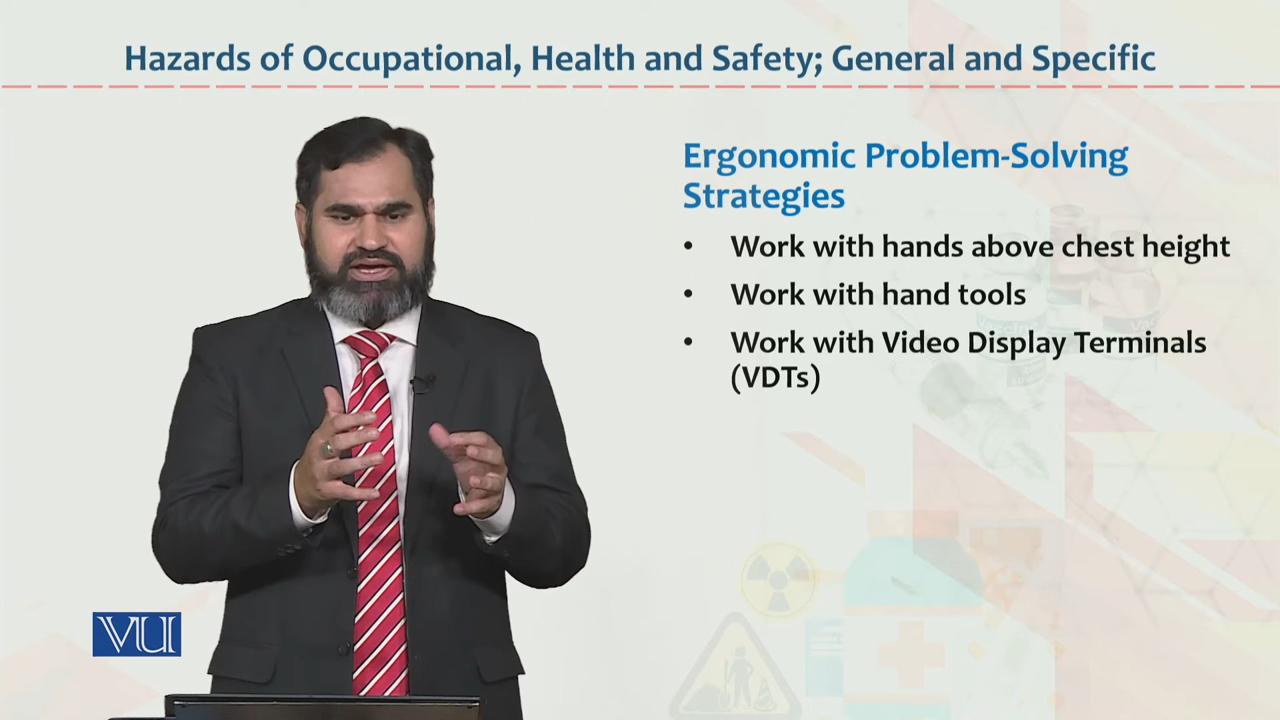 Hazards of Occupational, Health and Safety; General and Specific
Ergonomic Problem-Solving
Strategies
• Work with hands above chest height
• Work with hand tools
• Work with Video Display Terminals
(VDTs)
VU